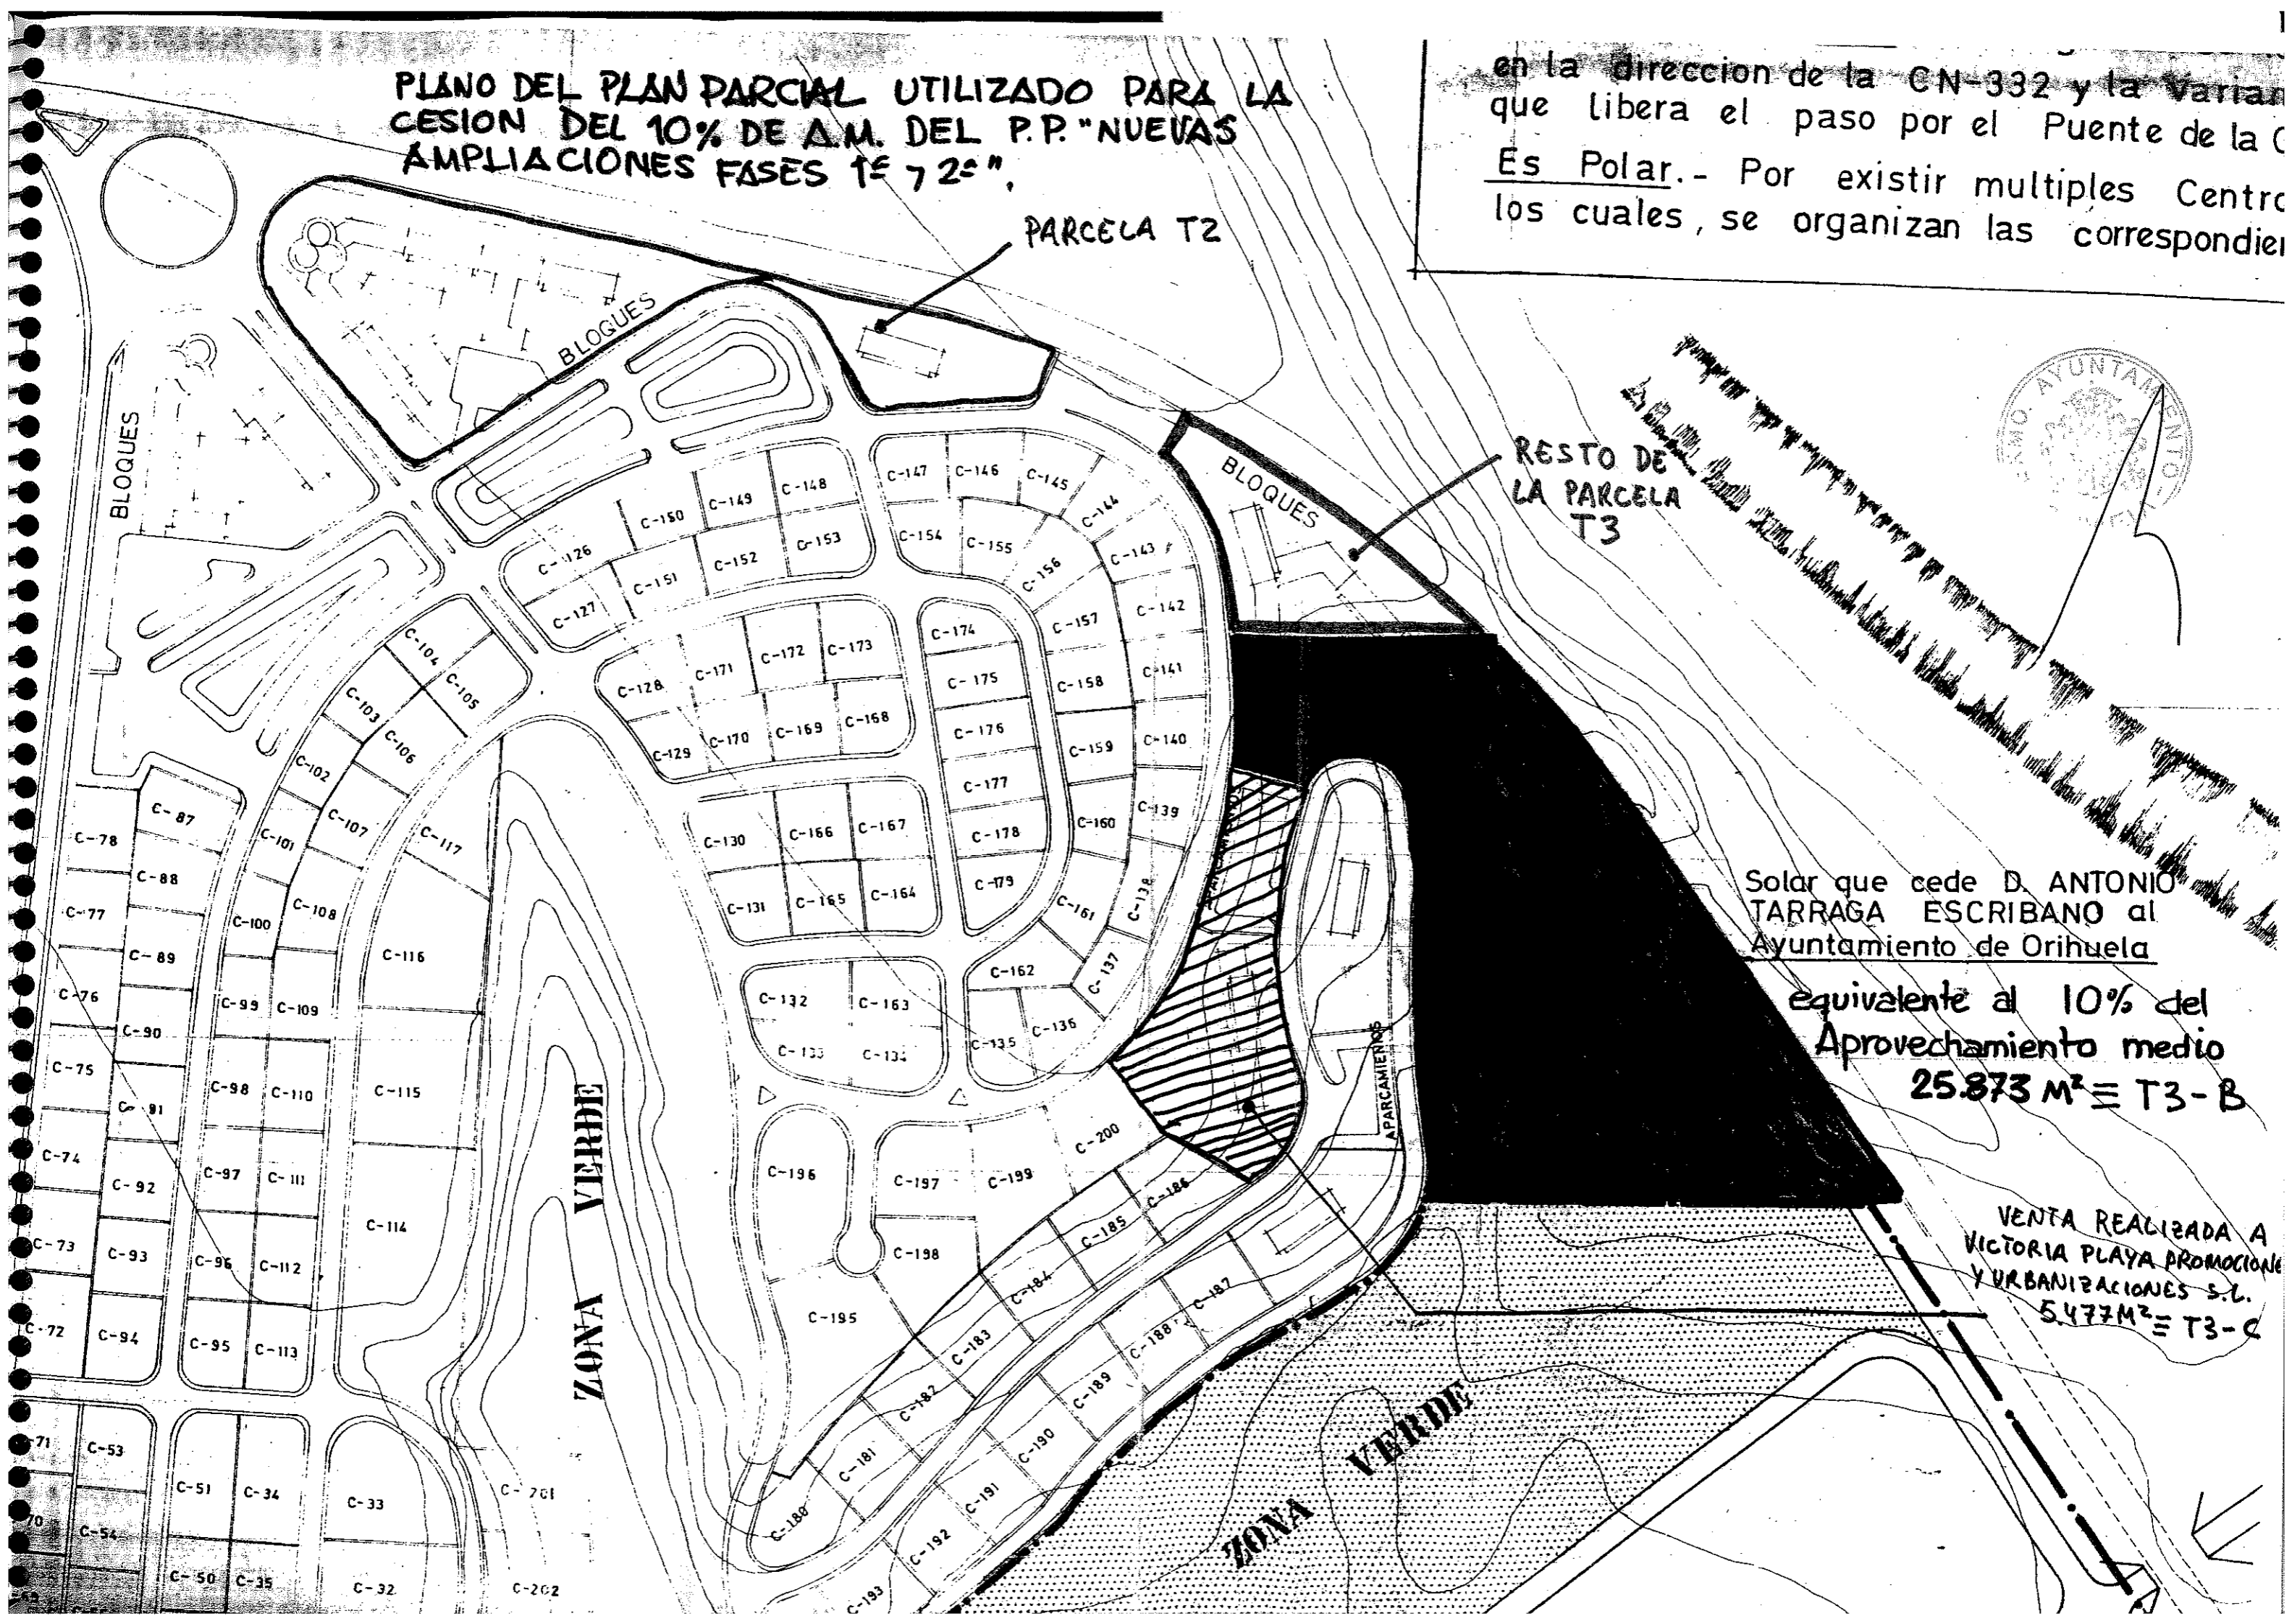 PLANO DEL PLAN PARCIAL UTILIZADO PARA LA
CESION DEL 10% DE A.M. DEL P.P. "NUEVAS
AMPLIACIONES FASES 1ª y 2ª".
en la direccion de la CN-332 y la Varian
que libera el paso por el Puente de la
Es Polar.- Por existir multiples Centro
los cuales, se organizan las correspondie
PARCELA T2
BLOQUES
BLOQUES
BLOQUES
RESTO DE
LA PARCELA
T3
AYUNTAMIENTO
Solar que cede D. ANTONIO
TARRAGA ESCRIBANO al
Ayuntamiento de Orihuela
equivalente al 10% del
Aprovechamiento medio
25.873 M² ≡ T3-B
VENTA REALIZADA A
VICTORIA PLAYA PROMOCIONE
Y URBANIZACIONES S.L.
5.477 M² ≡ T3-C
APARCAMIENTOS
ZONA VERDE
ZONA VERDE
C-147
C-146
C-145
C-144
C-143
C-142
C-141
C-140
C-139
C-138
C-137
C-136
C-135
C-150
C-149
C-148
C-126
C-127
C-151
C-152
C-153
C-154
C-155
C-156
C-157
C-158
C-159
C-160
C-161
C-162
C-128
C-171
C-172
C-173
C-129
C-170
C-169
C-168
C-174
C-175
C-176
C-177
C-178
C-179
C-130
C-166
C-167
C-131
C-165
C-164
C-132
C-163
C-133
C-104
C-105
C-103
C-106
C-102
C-107
C-101
C-108
C-100
C-117
C-116
C-99
C-109
C-98
C-110
C-115
C-97
C-111
C-114
C-96
C-112
C-95
C-113
C-87
C-78
C-88
C-77
C-89
C-76
C-90
C-75
C-91
C-74
C-92
C-73
C-93
C-72
C-94
C-71
C-53
C-51
C-34
C-33
C-54
C-50
C-35
C-32
C-201
C-202
C-196
C-197
C-199
C-200
C-198
C-195
C-186
C-185
C-184
C-183
C-182
C-181
C-180
C-187
C-188
C-189
C-190
C-191
C-192
C-193